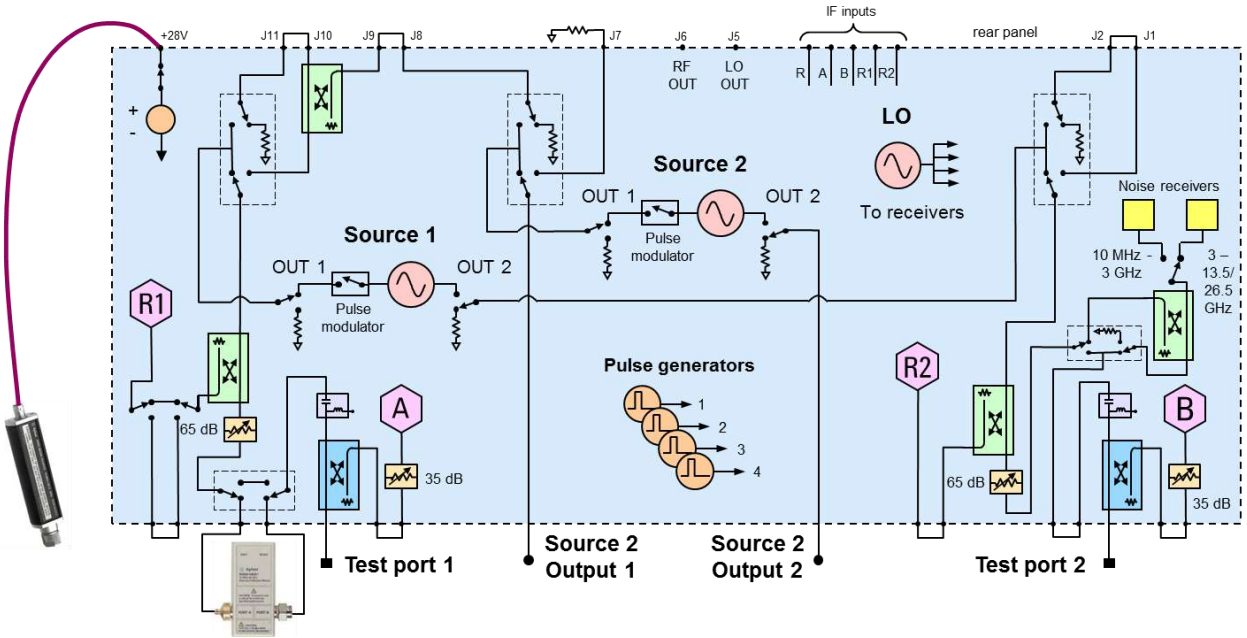 +28V
J11
J10
J9
J8
J7
J6
J5
IF inputs
rear panel
J2
J1
RF
OUT
LO
OUT
R
A
B
R1
R2
+
-
LO
To receivers
Noise receivers
10 MHz -
3 GHz
3 –
13.5/
26.5
GHz
Source 2
OUT 1
OUT 2
Pulse
modulator
Source 1
OUT 1
OUT 2
Pulse
modulator
R1
R2
Pulse generators
1
2
3
4
A
B
65 dB
35 dB
65 dB
35 dB
Test port 1
Source 2
Output 1
Source 2
Output 2
Test port 2
Agilent
PORT A
PORT B